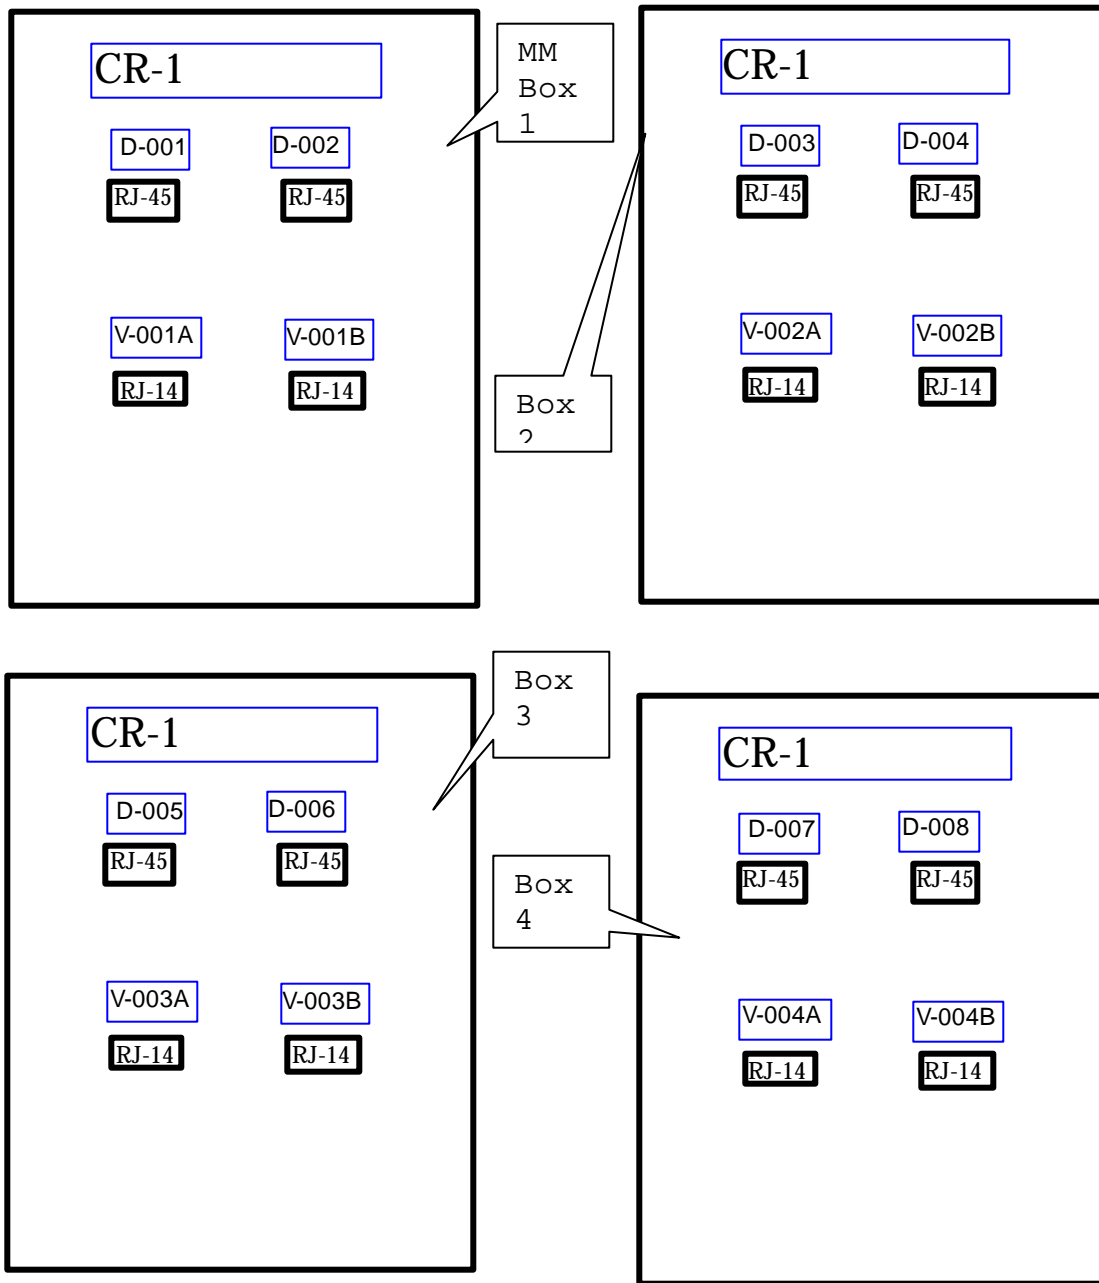 CR-1
D-001 D-002
RJ-45 RJ-45
V-001A V-001B
RJ-14 RJ-14
MM
Box
1
CR-1
D-003 D-004
RJ-45 RJ-45
V-002A V-002B
RJ-14 RJ-14
Box
2
CR-1
D-005 D-006
RJ-45 RJ-45
V-003A V-003B
RJ-14 RJ-14
Box
3
CR-1
D-007 D-008
RJ-45 RJ-45
V-004A V-004B
RJ-14 RJ-14
Box
4